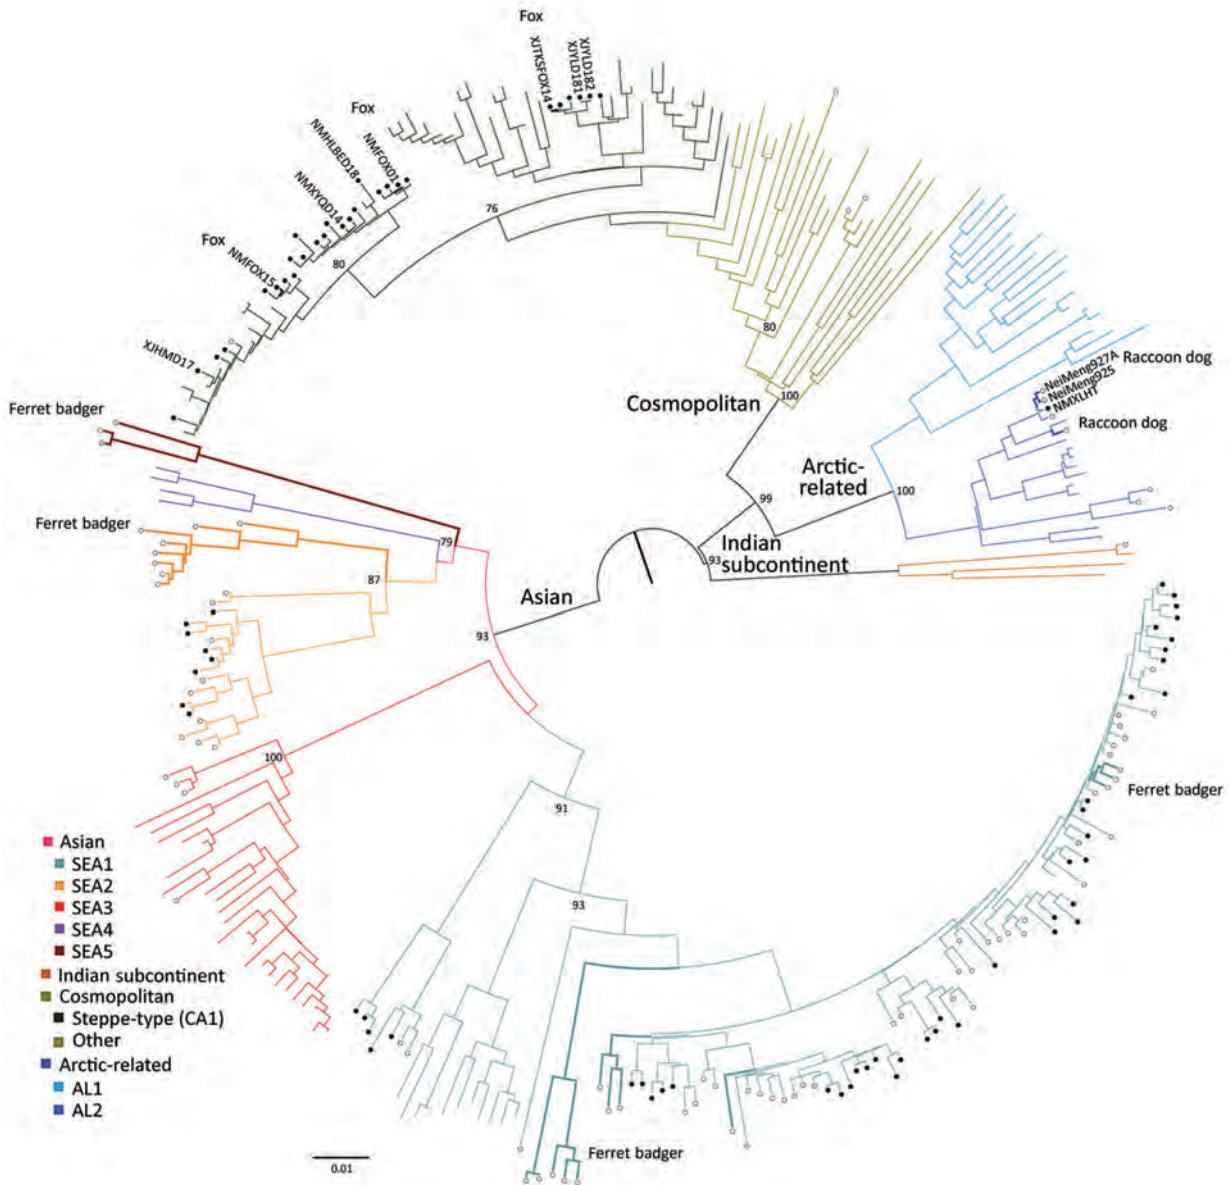 Fox
XJTKSFOX14
XJYLD181
XJYLD182
Fox
NMHLBED18
NMFOX01
NMXYQD14
76
Fox
NMFOX15
80
XJHMD17
80
Raccoon dog
NeiMeng927A
NeiMeng925
NMXLHT
Cosmopolitan
100
Ferret badger
Raccoon dog
Arctic-
related
100
99
Ferret badger
79
Indian
subcontinent
93
87
Asian
93
100
Ferret badger
91
Asian
SEA1
SEA2
93
SEA3
SEA4
SEA5
Indian subcontinent
Cosmopolitan
Steppe-type (CA1)
Other
Arctic-related
AL1
AL2
Ferret badger
0.01